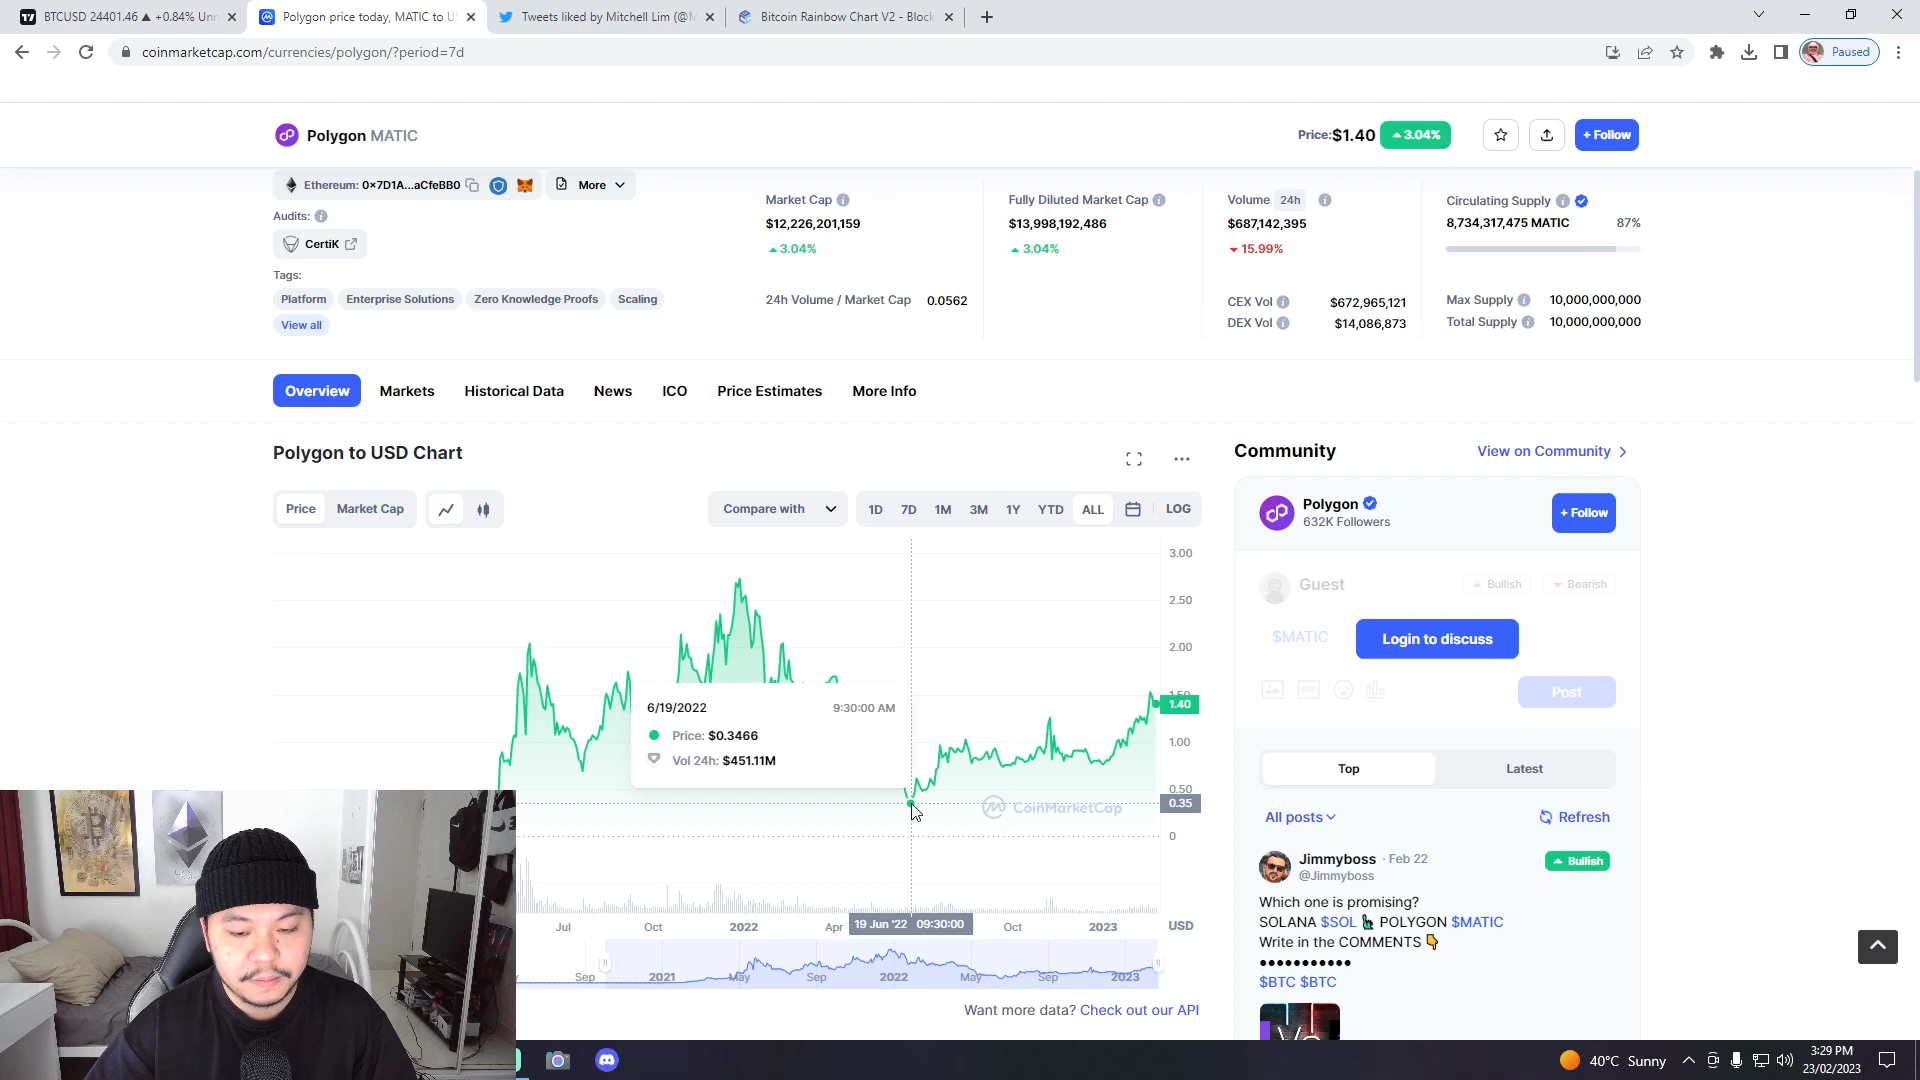 BTCUSD 24401.46 ▲ +0.84% Unn
Polygon price today, MATIC to US
Tweets liked by Mitchell Lim (@M
Bitcoin Rainbow Chart V2 - Block
coinmarketcap.com/currencies/polygon/?period=7d
Paused
Polygon MATIC
Price:$1.40
3.04%
+ Follow
Ethereum: 0x7D1A...aCfeBB0
More
Audits:
CertiK
Tags:
Platform
Enterprise Solutions
Zero Knowledge Proofs
Scaling
View all
Market Cap
$12,226,201,159
3.04%
24h Volume / Market Cap 0.0562
Fully Diluted Market Cap
$13,998,192,486
3.04%
Volume 24h
$687,142,395
15.99%
CEX Vol $672,965,121
DEX Vol $14,086,873
Circulating Supply
8,734,317,475 MATIC 87%
Max Supply 10,000,000,000
Total Supply 10,000,000,000
Overview
Markets
Historical Data
News
ICO
Price Estimates
More Info
Polygon to USD Chart
Price
Market Cap
Compare with
1D
7D
1M
3M
1Y
YTD
ALL
LOG
3.00
2.50
2.00
1.50
1.40
1.00
0.50
0.35
0
6/19/2022 9:30:00 AM
Price: $0.3466
Vol 24h: $451.11M
CoinMarketCap
Jul
Oct
2022
Apr
19 Jun '22 09:30:00
Oct
2023
USD
Sep
2021
May
Sep
2022
May
Sep
2023
Want more data? Check out our API
Community
View on Community
Polygon
632K Followers
+ Follow
Guest
Bullish
Bearish
$MATIC
Login to discuss
GIF
Post
Top
Latest
All posts
Refresh
Jimmyboss · Feb 22
@Jimmyboss
Bullish
Which one is promising?
SOLANA $SOL POLYGON $MATIC
Write in the COMMENTS
●●●●●●●●●●●
$BTC $BTC
40°C Sunny
3:29 PM
23/02/2023